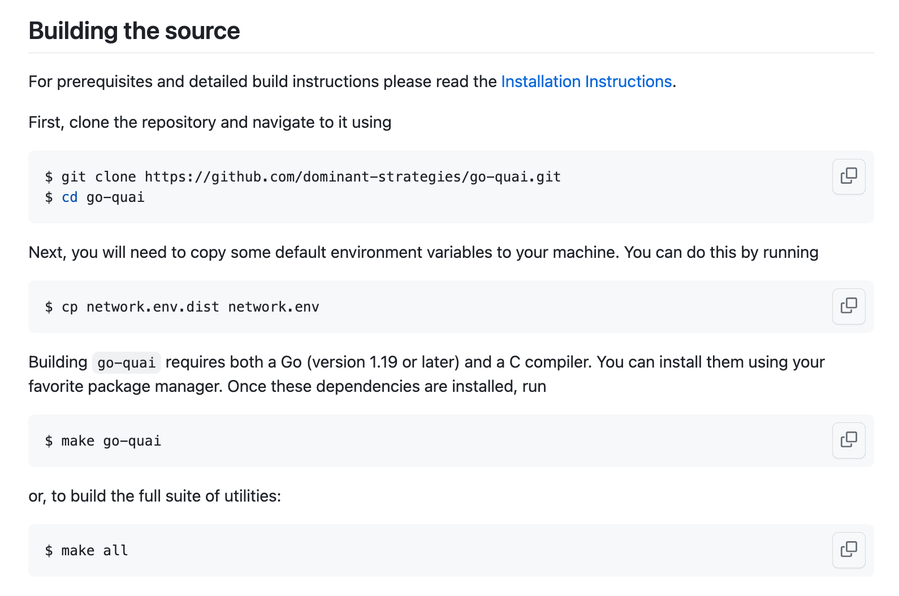 Building the source
For prerequisites and detailed build instructions please read the Installation Instructions.
First, clone the repository and navigate to it using
$ git clone https://github.com/dominant-strategies/go-quai.git
$ cd go-quai
Next, you will need to copy some default environment variables to your machine. You can do this by running
$ cp network.env.dist network.env
Building go-quai requires both a Go (version 1.19 or later) and a C compiler. You can install them using your
favorite package manager. Once these dependencies are installed, run
$ make go-quai
or, to build the full suite of utilities:
$ make all